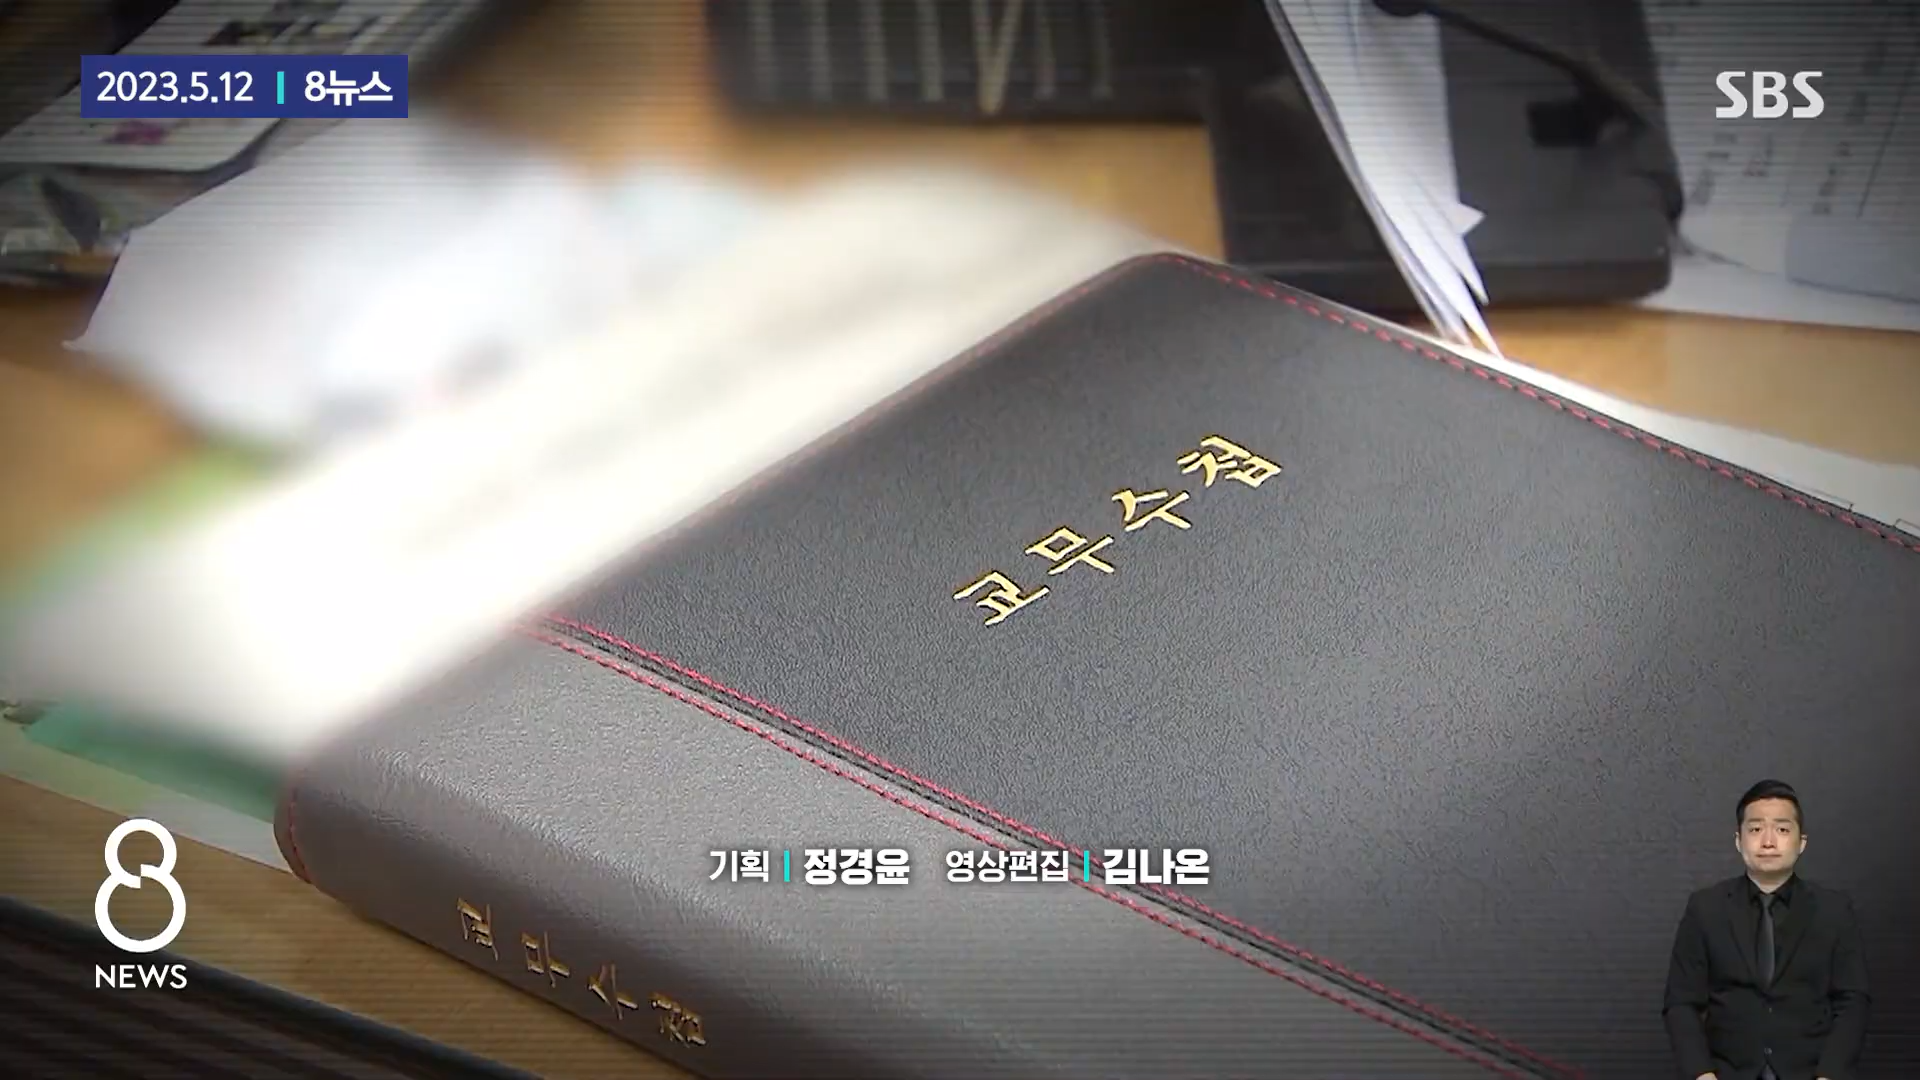 2023.5.12 | 8뉴스
SBS
교무수첩
기획 | 정경윤 영상편집 | 김나온
교무수첩
8
NEWS